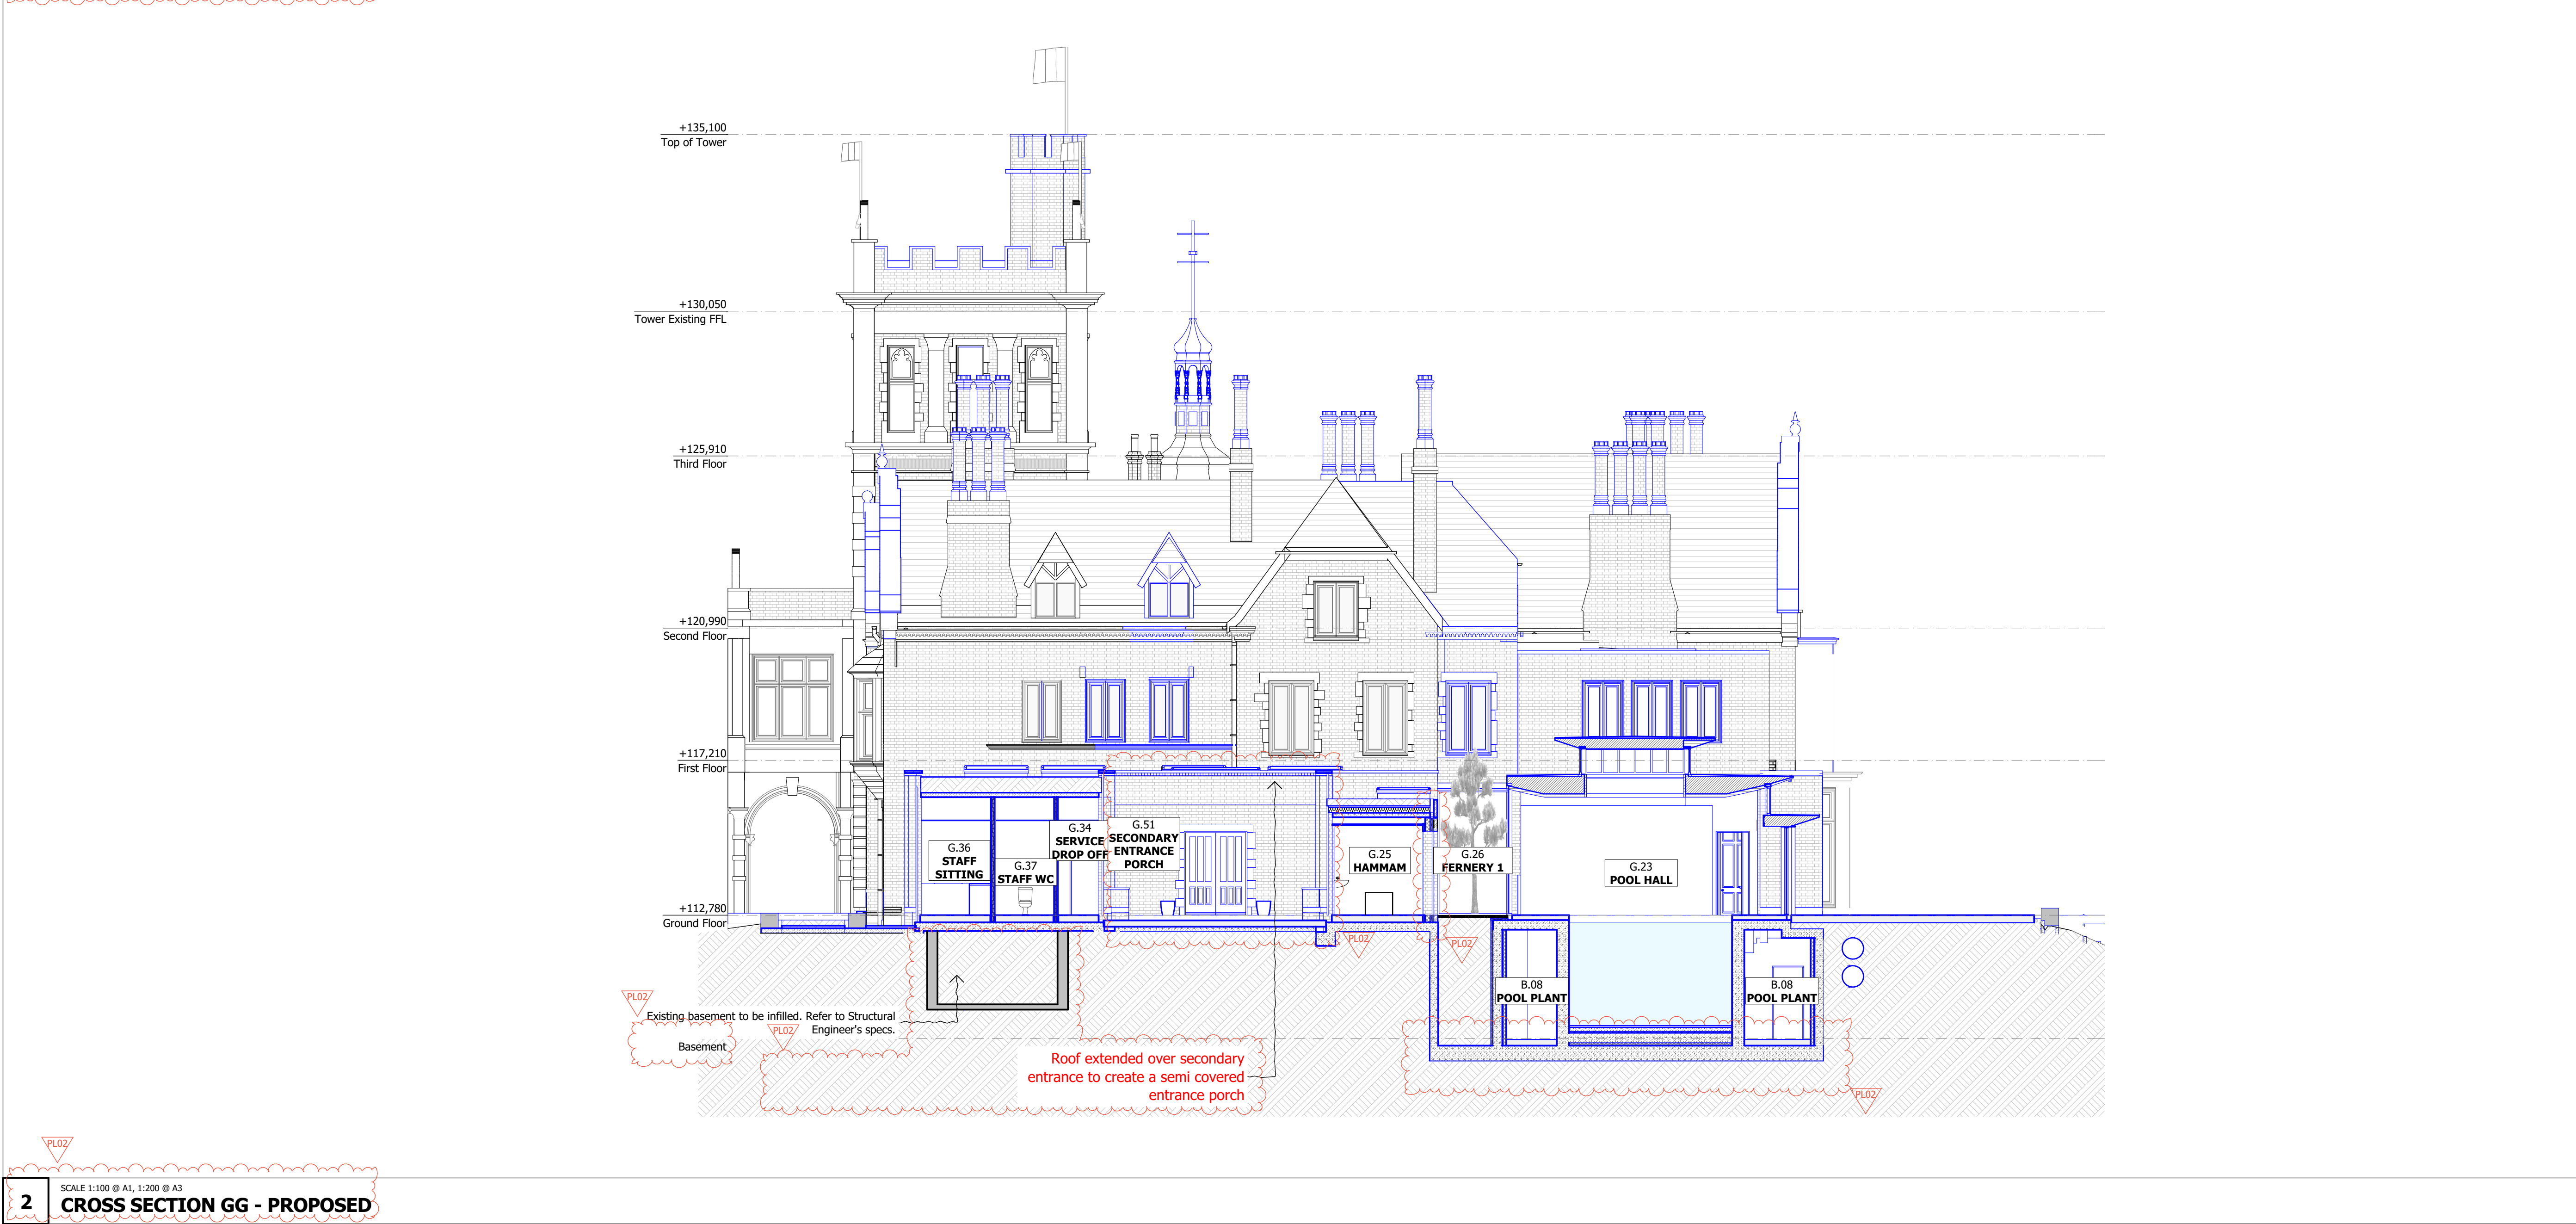 +135,100
Top of Tower
+130,050
Tower Existing FFL
+125,910
Third Floor
+120,990
Second Floor
+117,210
First Floor
G.36
STAFF
SITTING
G.37
STAFF WC
G.34
SERVICE
DROP OFF
G.51
SECONDARY
ENTRANCE
PORCH
G.25
HAMMAM
G.26
FERNERY 1
G.23
POOL HALL
+112,780
Ground Floor
PL02
PL02
B.08
POOL PLANT
B.08
POOL PLANT
PL02
Existing basement to be infilled. Refer to Structural
Engineer's specs.
PL02
Basement
Roof extended over secondary
entrance to create a semi covered
entrance porch
PL02
PL02
2
SCALE 1:100 @ A1, 1:200 @ A3
CROSS SECTION GG - PROPOSED